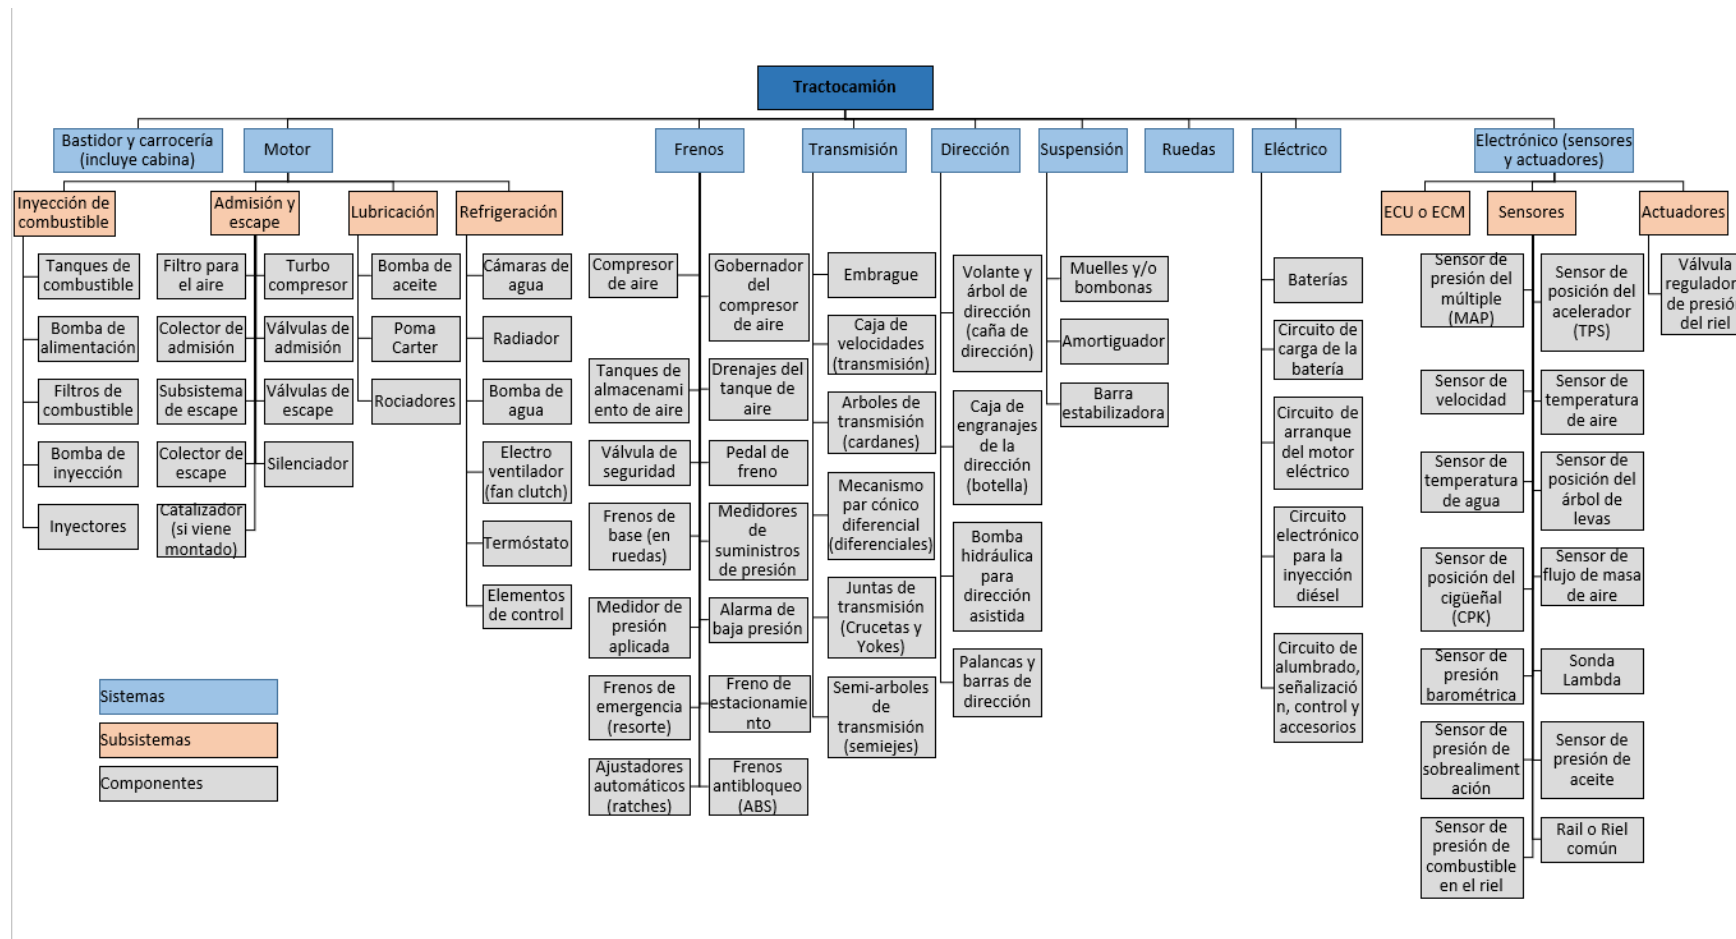 Tractocamión
Bastidor y carrocería
(incluye cabina)
Motor
Frenos
Transmisión
Dirección
Suspensión
Ruedas
Eléctrico
Electrónico (sensores
y actuadores)
Inyección de
combustible
Admisión y
escape
Lubricación
Refrigeración
ECU o ECM
Sensores
Actuadores
Tanques de
combustible
Bomba de
alimentación
Filtros de
combustible
Bomba de
inyección
Inyectores
Filtro para
el aire
Colector de
admisión
Subsistema
de escape
Colector de
escape
Catalizador
(si viene
montado)
Turbo
compresor
Válvulas de
admisión
Válvulas de
escape
Silenciador
Bomba de
aceite
Poma
Carter
Rociadores
Cámaras de
agua
Radiador
Bomba de
agua
Electro
ventilador
(fan clutch)
Termóstato
Elementos
de control
Compresor
de aire
Tanques de
almacenami
ento de aire
Válvula de
seguridad
Frenos de
base (en
ruedas)
Medidor de
presión
aplicada
Frenos de
emergencia
(resorte)
Ajustadores
automáticos
(ratches)
Gobernador
del
compresor
de aire
Drenajes del
tanque de
aire
Pedal de
freno
Medidores
de
suministros
de presión
Alarma de
baja presión
Freno de
estacionamie
nto
Frenos
antibloqueo
(ABS)
Embrague
Caja de
velocidades
(transmisión)
Arboles de
transmisión
(cardanes)
Mecanismo
par cónico
diferencial
(diferenciales)
Juntas de
transmisión
(Crucetas y
Yokes)
Semi-arboles
de
transmisión
(semiejes)
Volante y
árbol de
dirección
(caña de
dirección)
Caja de
engranajes
de la
dirección
(botella)
Bomba
hidráulica
para
dirección
asistida
Palancas y
barras de
dirección
Muelles y/o
bombonas
Amortiguador
Barra
estabilizadora
Baterías
Circuito de
carga de la
batería
Circuito de
arranque
del motor
eléctrico
Circuito
electrónico
para la
inyección
diésel
Circuito de
alumbrado,
señalizació
n, control y
accesorios
Sensor de
presión del
múltiple
(MAP)
Sensor de
velocidad
Sensor de
temperatura
de agua
Sensor de
posición del
cigüeñal
(CPK)
Sensor de
presión
barométrica
Sensor de
presión de
sobrealiment
ación
Sensor de
presión de
combustible
en el riel
Sensor de
posición del
acelerador
(TPS)
Sensor de
temperatura
de aire
Sensor de
posición del
árbol de
levas
Sensor de
flujo de masa
de aire
Sonda
Lambda
Sensor de
presión de
aceite
Rail o Riel
común
Válvula
regulador
de presión
del riel
Sistemas
Subsistemas
Componentes